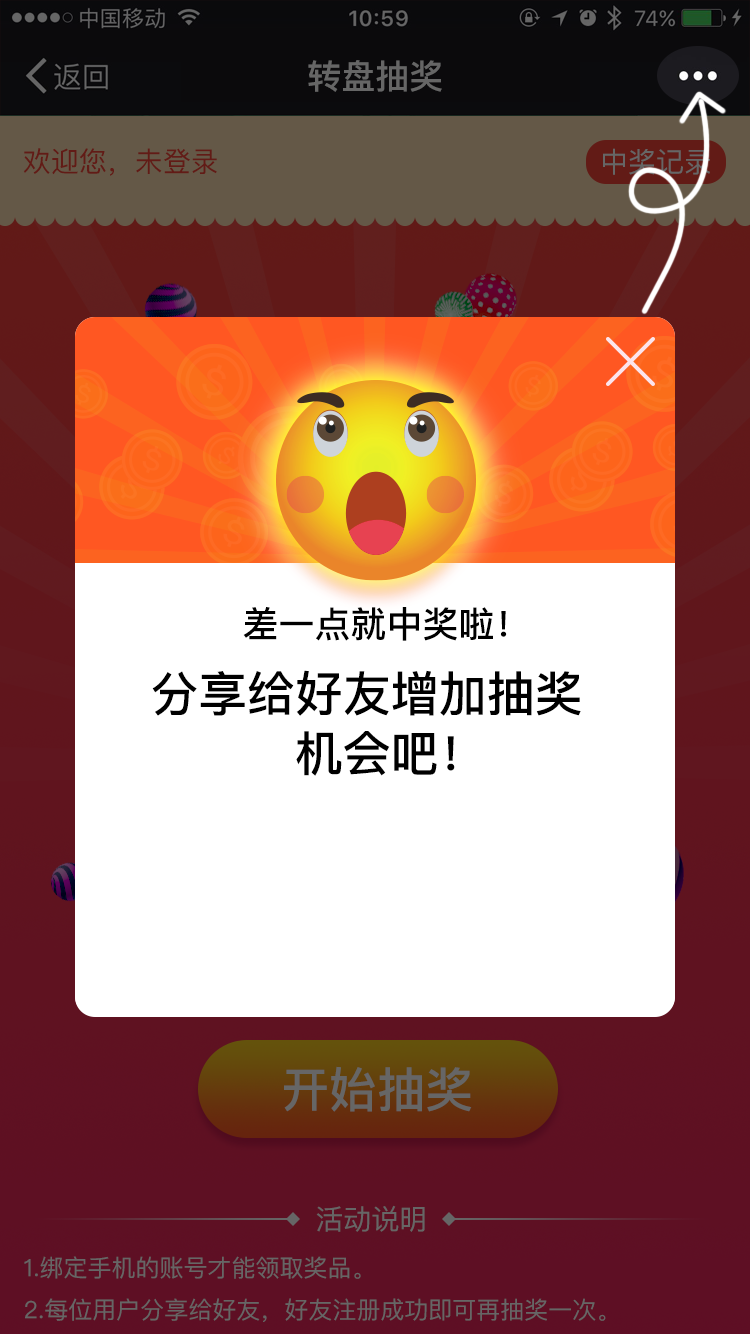 中国移动 10:59 74%
返回 转盘抽奖
欢迎您，未登录 中奖记录
差一点就中奖啦！
分享给好友增加抽奖
机会吧！
开始抽奖
活动说明
1.绑定手机的账号才能领取奖品。
2.每位用户分享给好友，好友注册成功即可再抽奖一次。